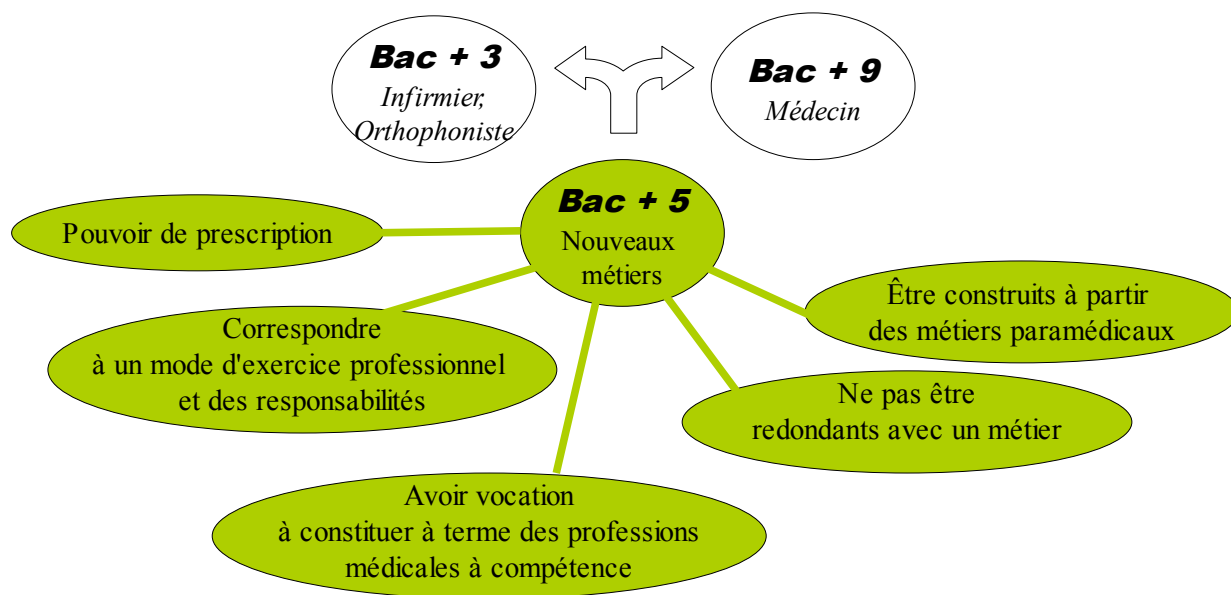 Bac + 3
Infirmier,
Orthophoniste
Bac + 9
Médecin
Bac + 5
Nouveaux
métiers
Pouvoir de prescription
Correspondre
à un mode d'exercice professionnel
et des responsabilités
Avoir vocation
à constituer à terme des professions
médicales à compétence
Ne pas être
redondants avec un métier
Être construits à partir
des métiers paramédicaux